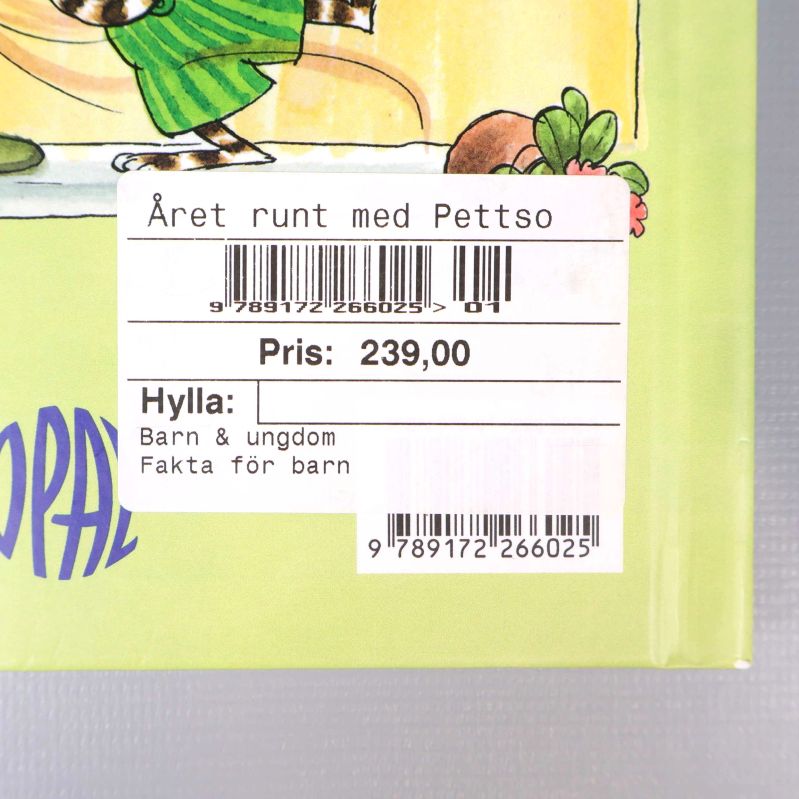 Året runt med Pettso
9 789172 266025 > 01
Pris: 239,00
Hylla:
Barn & ungdom
Fakta för barn
OPAL
9 789172 266025